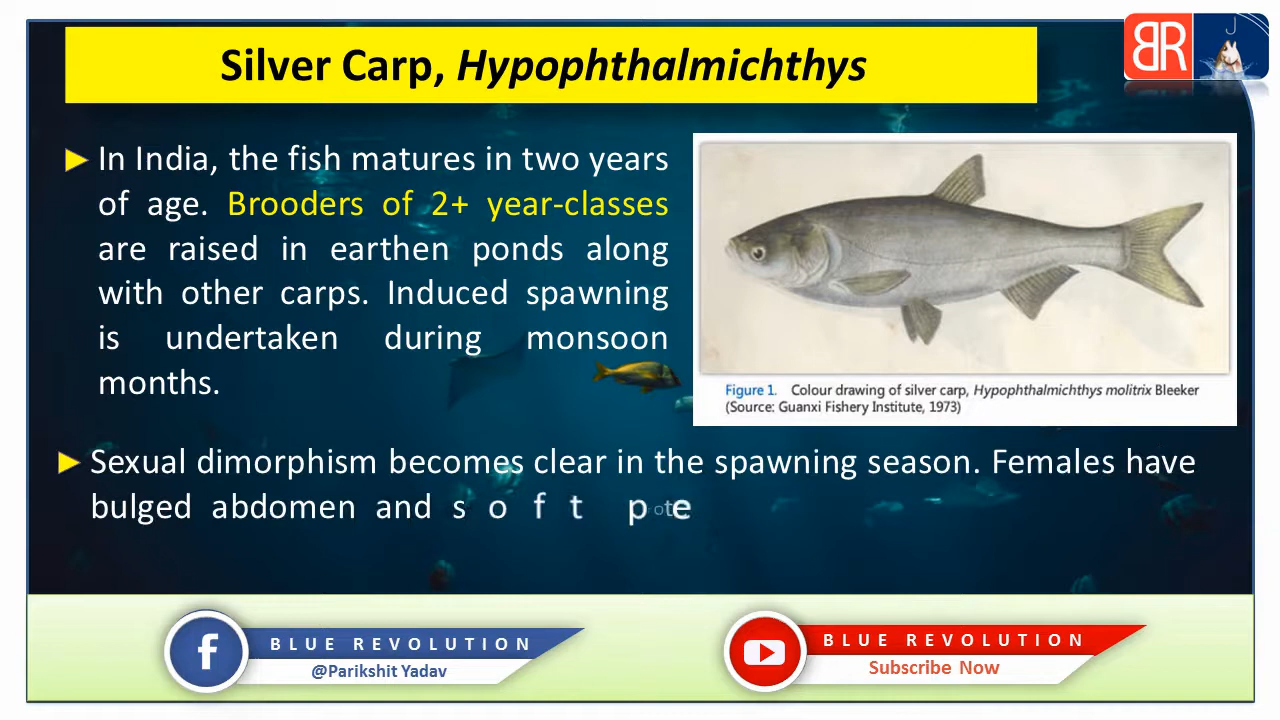 Silver Carp, Hypophthalmichthys
BR
► In India, the fish matures in two years
of age. Brooders of 2+ year-classes
are raised in earthen ponds along
with other carps. Induced spawning
is undertaken during monsoon
months.
Figure 1. Colour drawing of silver carp, Hypophthalmichthys molitrix Bleeker
(Source: Guanxi Fishery Institute, 1973)
► Sexual dimorphism becomes clear in the spawning season. Females have
bulged abdomen and soft
BLUE REVOLUTION
@Parikshit Yadav
BLUE REVOLUTION
Subscribe Now